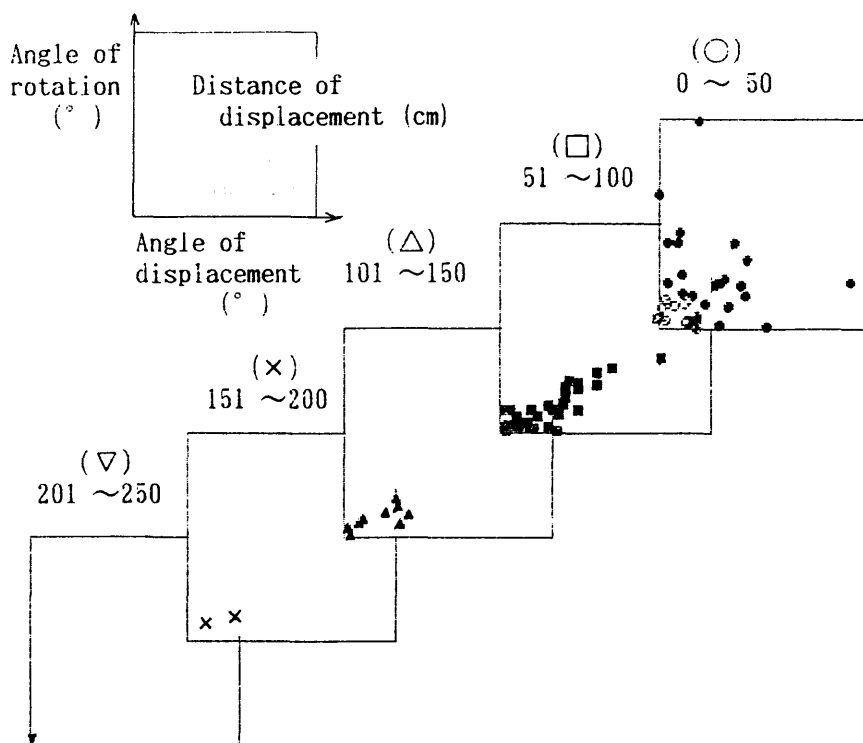 Angle of
rotation
(°)
Distance of
displacement (cm)
Angle of
displacement
(°)
(○)
0 ～ 50
(□)
51 ～100
(△)
101 ～150
(×)
151 ～200
(▽)
201 ～250